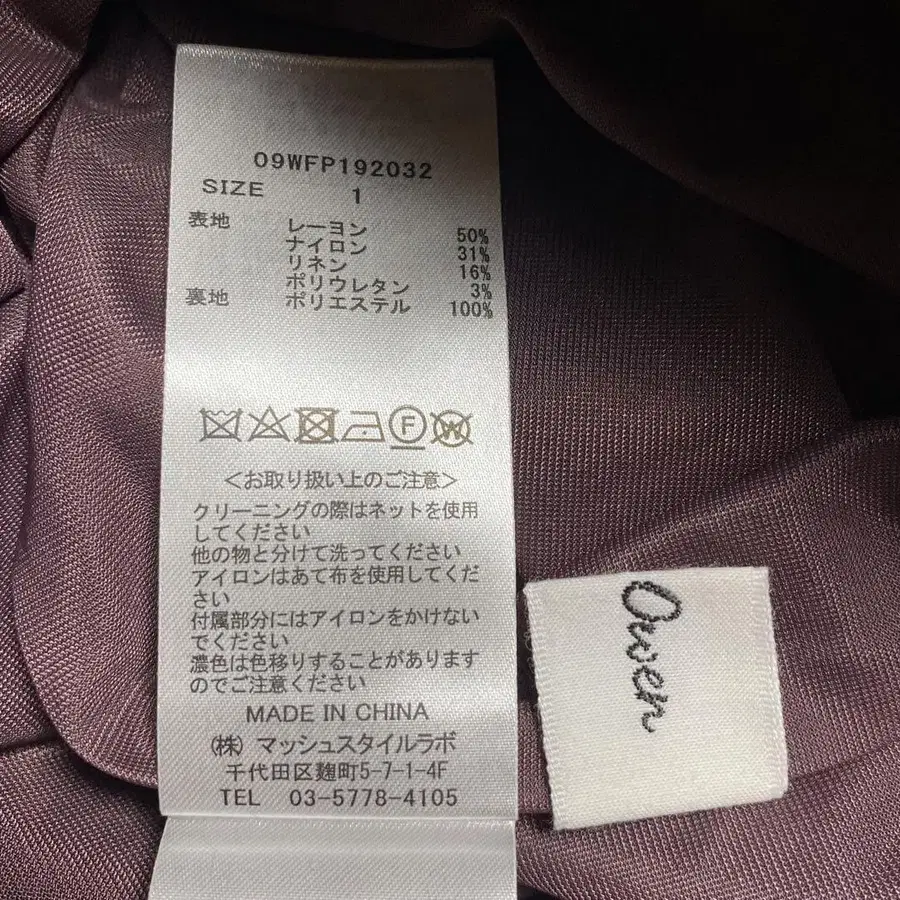 09WFP192032
SIZE 1
表地 レーヨン 50%
ナイロン 31%
リネン 16%
ポリウレタン 3%
裏地 ポリエステル 100%
F W
＜お取り扱い上のご注意＞
クリーニングの際はネットを使用
してください
他の物と分けて洗ってください
アイロンはあて布を使用してくだ
さい
付属部分にはアイロンをかけない
でください
濃色は色移りすることがあります
のでご注意ください
MADE IN CHINA
(株) マッシュスタイルラボ
千代田区麹町5-7-1-4F
TEL 03-5778-4105
Owen